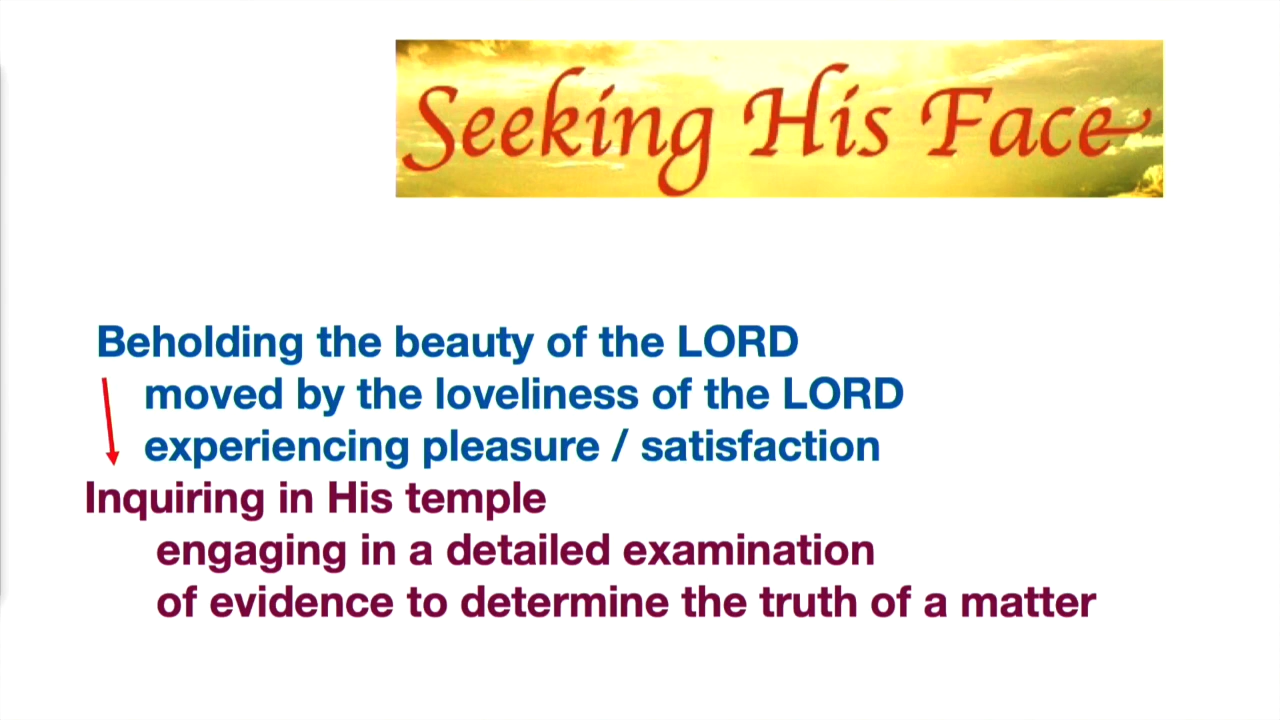 Seeking His Face
Beholding the beauty of the LORD
moved by the loveliness of the LORD
experiencing pleasure / satisfaction
Inquiring in His temple
engaging in a detailed examination
of evidence to determine the truth of a matter